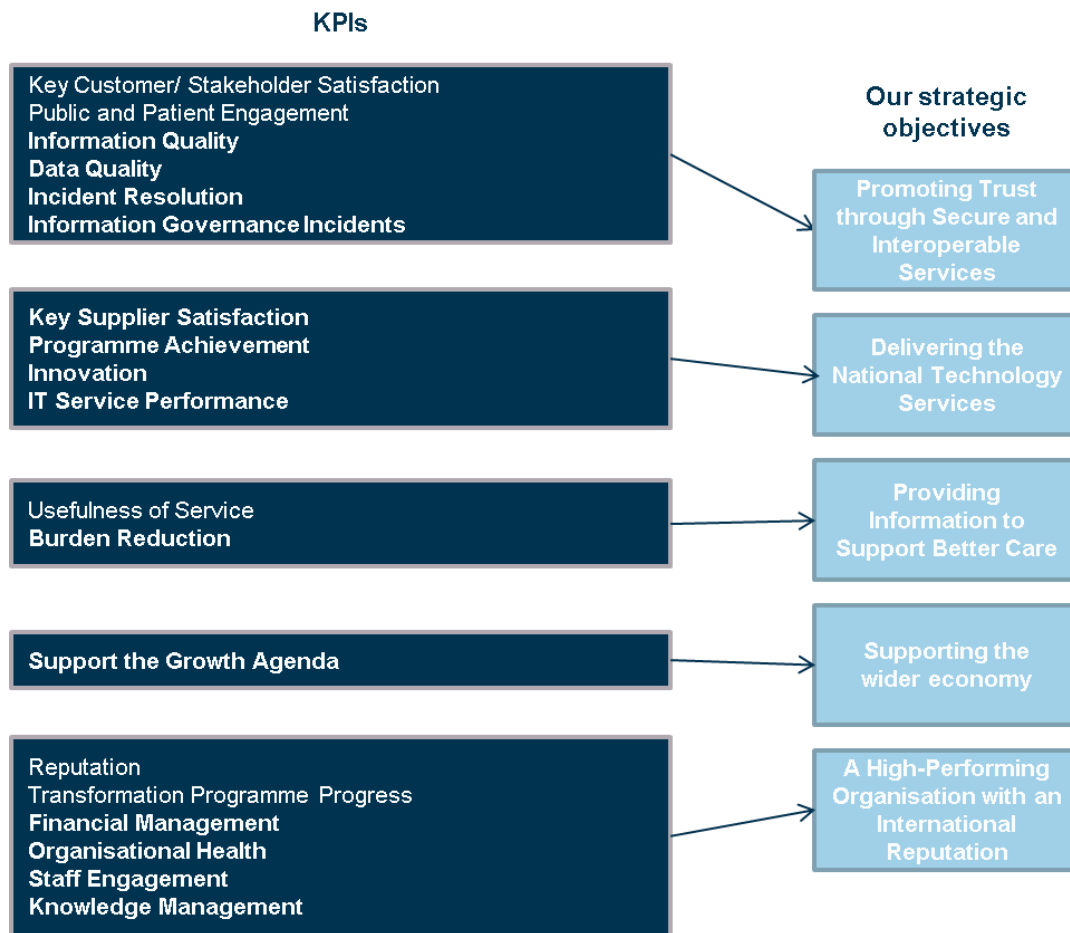 KPIs
Key Customer/ Stakeholder Satisfaction
Public and Patient Engagement
Information Quality
Data Quality
Incident Resolution
Information Governance Incidents
Key Supplier Satisfaction
Programme Achievement
Innovation
IT Service Performance
Usefulness of Service
Burden Reduction
Support the Growth Agenda
Reputation
Transformation Programme Progress
Financial Management
Organisational Health
Staff Engagement
Knowledge Management
Our strategic
objectives
Promoting Trust
through Secure and
Interoperable
Services
Delivering the
National Technology
Services
Providing
Information to
Support Better Care
Supporting the
wider economy
A High-Performing
Organisation with an
International
Reputation